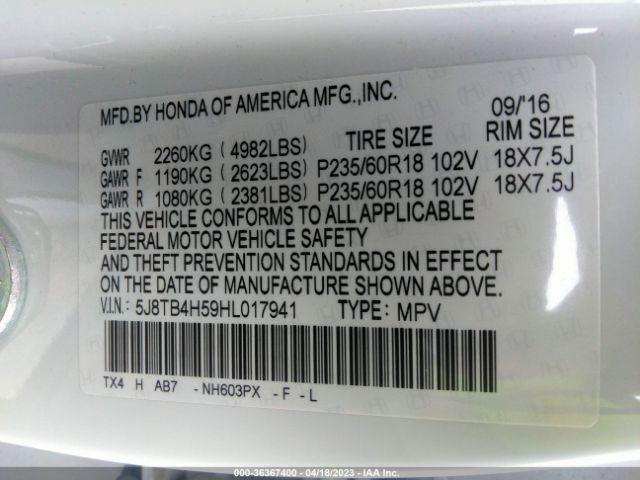 MFD.BY HONDA OF AMERICA MFG.,INC. 09/'16
GVWR 2260KG ( 4982LBS) TIRE SIZE RIM SIZE
GAWR F 1190KG ( 2623LBS) P235/60R18 102V 18X7.5J
GAWR R 1080KG ( 2381LBS) P235/60R18 102V 18X7.5J
THIS VEHICLE CONFORMS TO ALL APPLICABLE
FEDERAL MOTOR VEHICLE SAFETY
AND THEFT PREVENTION STANDARDS IN EFFECT
ON THE DATE OF MANUFACTURE SHOWN ABOVE.
V.I.N.: 5J8TB4H59HL017941 TYPE: MPV
TX4 H AB7 -NH603PX -F -L
000-36367400 - 04/18/2023 - IAA Inc.